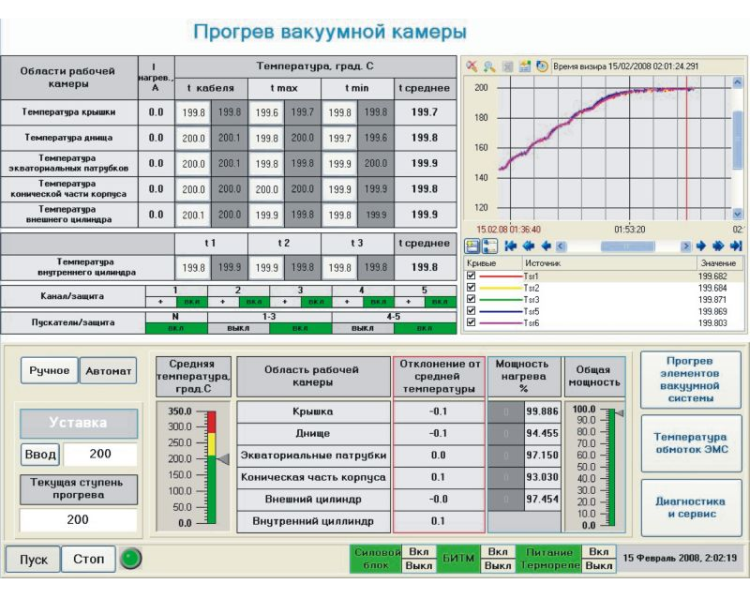 Прогрев вакуумной камеры
Области рабочей камеры
I нагрев., А
Температура, град. С
t кабеля
t max
t min
t среднее
Температура крышки 0.0 199.8 199.8 199.6 199.7 199.8 199.8 199.7
Температура днища 0.0 200.0 200.1 199.8 200.0 199.7 199.6 199.8
Температура
экваториальных патрубков 0.0 200.0 200.1 199.8 199.8 199.9 200.0 199.9
Температура
конической части корпуса 0.0 200.0 200.0 200.0 200.0 199.9 199.9 199.8
Температура
внешнего цилиндра 0.0 200.1 200.0 199.9 199.8 199.8 199.9 199.9
t 1 t 2 t 3 t среднее
Температура
внутреннего цилиндра 199.8 199.9 199.9 199.8 199.8 199.8 199.8
Канал/защита
1 2 3 4 5
+ вкл + вкл + вкл + вкл + вкл
Пускатели/защита
N 1-3 4-5
вкл выкл вкл выкл вкл
Время визира 15/02/2008 02:01:24.291
200
180
160
140
120
15.02.08 01:36:40 01:53:20 02:
Кривые Источник Значение
Tsr1 199.682
Tsr2 199.684
Tsr3 199.871
Tsr5 199.869
Tsr6 199.803
Ручное Автомат
Уставка
Ввод 200
Текущая ступень
прогрева
200
Средняя
температура,
град.С
350.0
300.0
250.0
200.0
150.0
100.0
50.0
0.0
Область рабочей
камеры
Отклонение от
средней
температуры
Мощность
нагрева
%
Общая
мощность
Крышка -0.1 0 99.886
Днище -0.1 0 94.455
Экваториальные патрубки 0.0 0 97.150
Коническая часть корпуса 0.1 0 93.030
Внешний цилиндр -0.0 0 97.454
Внутренний циллиндр 0.1
100.0
90.0
80.0
70.0
60.0
50.0
40.0
30.0
20.0
10.0
0.0
Прогрев
элементов
вакуумной
системы
Температура
обмоток ЭМС
Диагностика
и сервис
Пуск Стоп
Силовой
блок
Вкл
Выкл
БИТМ
Вкл
Выкл
Питание
Термореле
Вкл
Выкл
15 Февраль 2008, 2:02:19